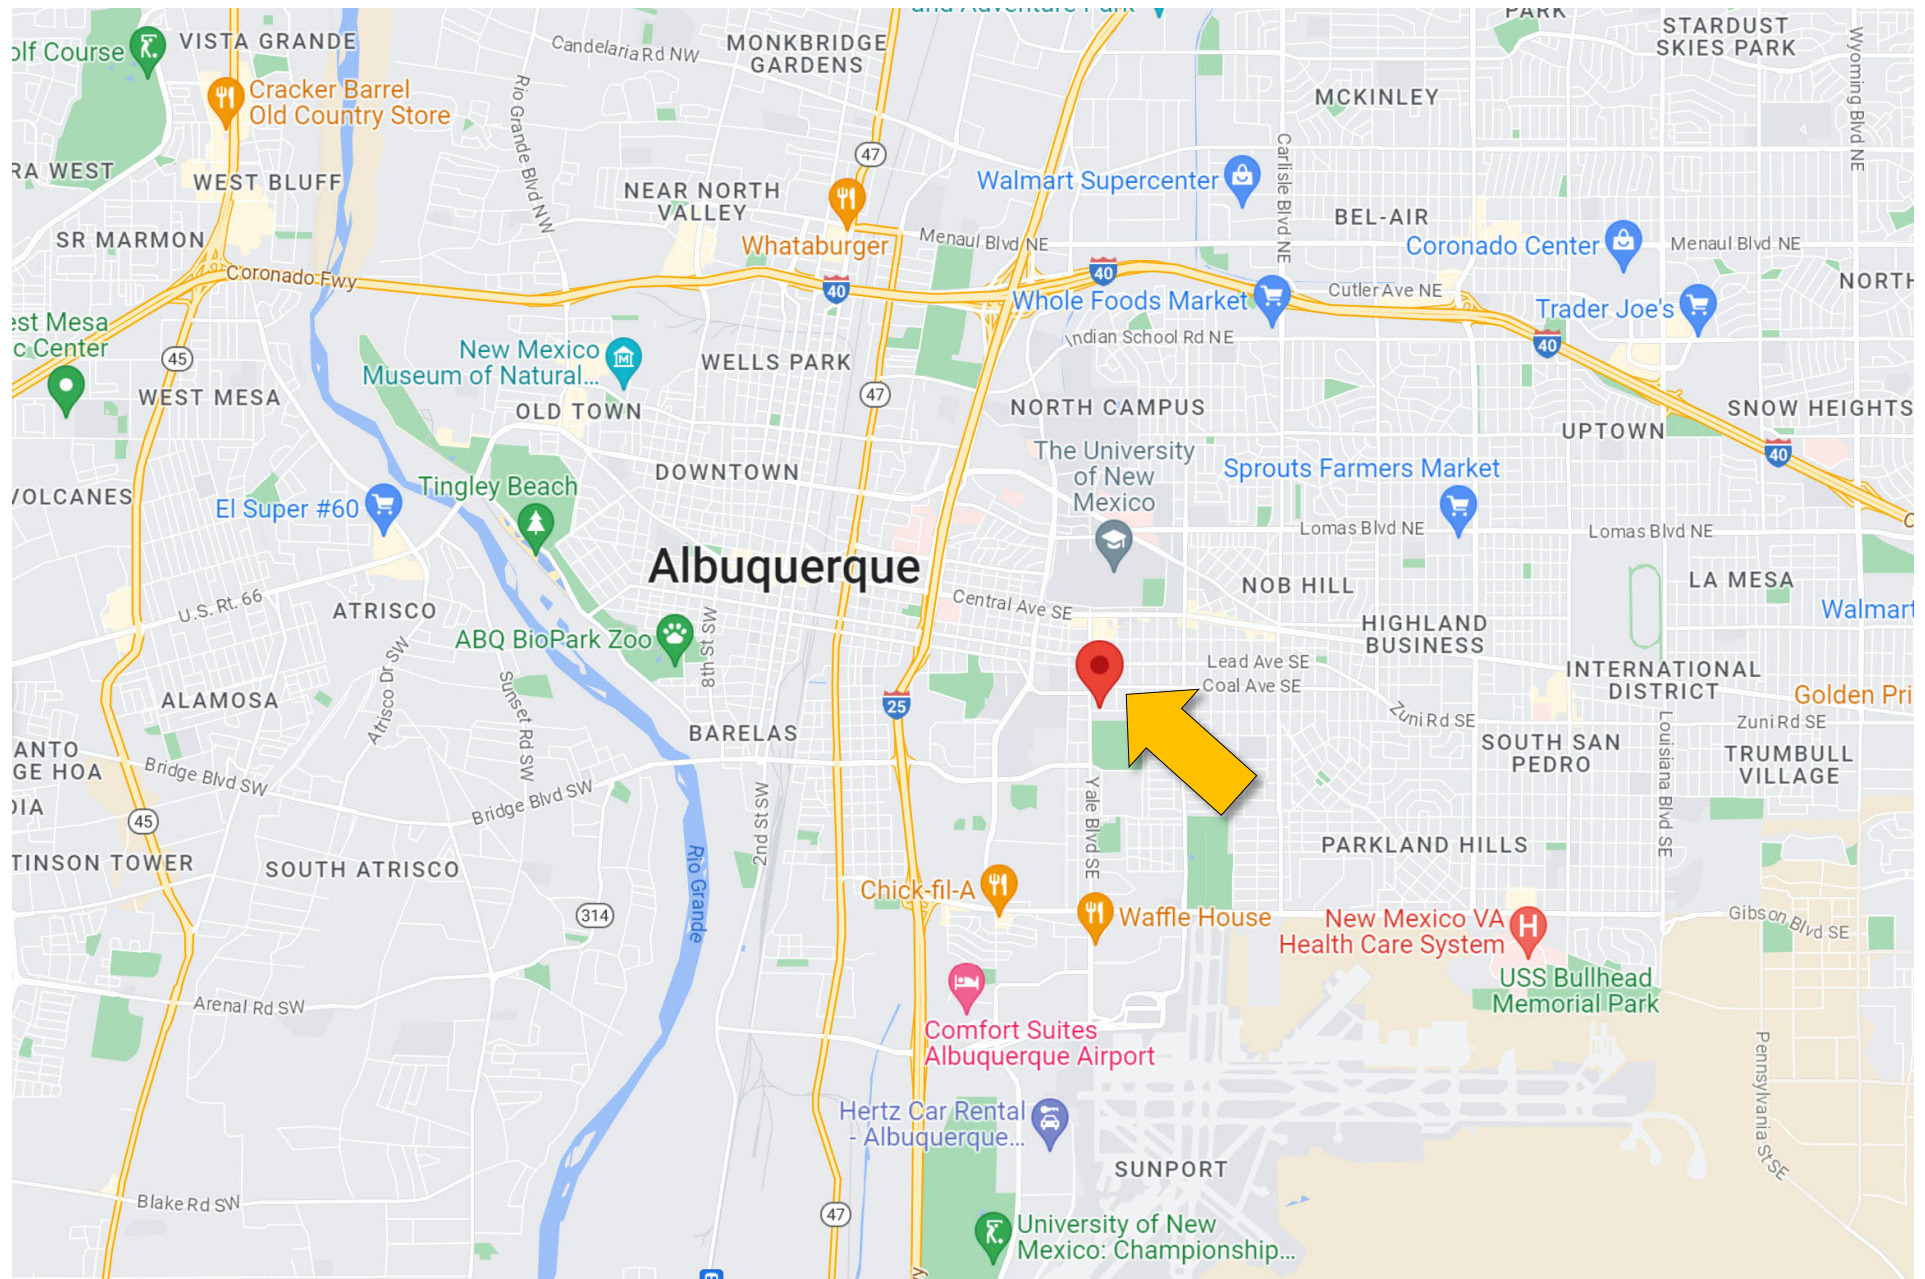 and Adventure Park
PARK
STARDUST
SKIES PARK
Golf Course
VISTA GRANDE
Candelaria Rd NW
MONKBRIDGE
GARDENS
Wyoming Blvd NE
Cracker Barrel
Old Country Store
Rio Grande Blvd NW
MCKINLEY
47
Carlisle Blvd NE
RA WEST
WEST BLUFF
NEAR NORTH
VALLEY
Walmart Supercenter
BEL-AIR
SR MARMON
Whataburger
Menaul Blvd NE
Coronado Center
Menaul Blvd NE
Coronado Fwy
40
40
Cutler Ave NE
NORTH
Whole Foods Market
Trader Joe's
est Mesa
c Center
45
New Mexico
Museum of Natural...
WELLS PARK
Indian School Rd NE
40
WEST MESA
OLD TOWN
47
NORTH CAMPUS
SNOW HEIGHTS
UPTOWN
40
The University
of New
Mexico
Sprouts Farmers Market
DOWNTOWN
VOLCANES
El Super #60
Tingley Beach
Lomas Blvd NE
Lomas Blvd NE
C
Albuquerque
U.S. Rt. 66
ATRISCO
Central Ave SE
NOB HILL
LA MESA
Walmart
HIGHLAND
BUSINESS
ABQ BioPark Zoo
8th St SW
Atrisco Dr SW
Sunset Rd SW
Lead Ave SE
Coal Ave SE
INTERNATIONAL
DISTRICT
Golden Pri
ALAMOSA
25
Zuni Rd SE
Zuni Rd SE
Louisiana Blvd SE
BARELAS
SOUTH SAN
PEDRO
TRUMBULL
VILLAGE
ANTO
GE HOA
DIA
Bridge Blvd SW
Bridge Blvd SW
2nd St SW
Yale Blvd SE
45
TINSON TOWER
SOUTH ATRISCO
PARKLAND HILLS
Rio Grande
Chick-fil-A
Waffle House
314
New Mexico VA
Health Care System
H
Gibson Blvd SE
USS Bullhead
Memorial Park
Arenal Rd SW
Comfort Suites
Albuquerque Airport
Pennsylvania St SE
Hertz Car Rental
- Albuquerque...
SUNPORT
Blake Rd SW
47
University of New
Mexico: Championship...
y